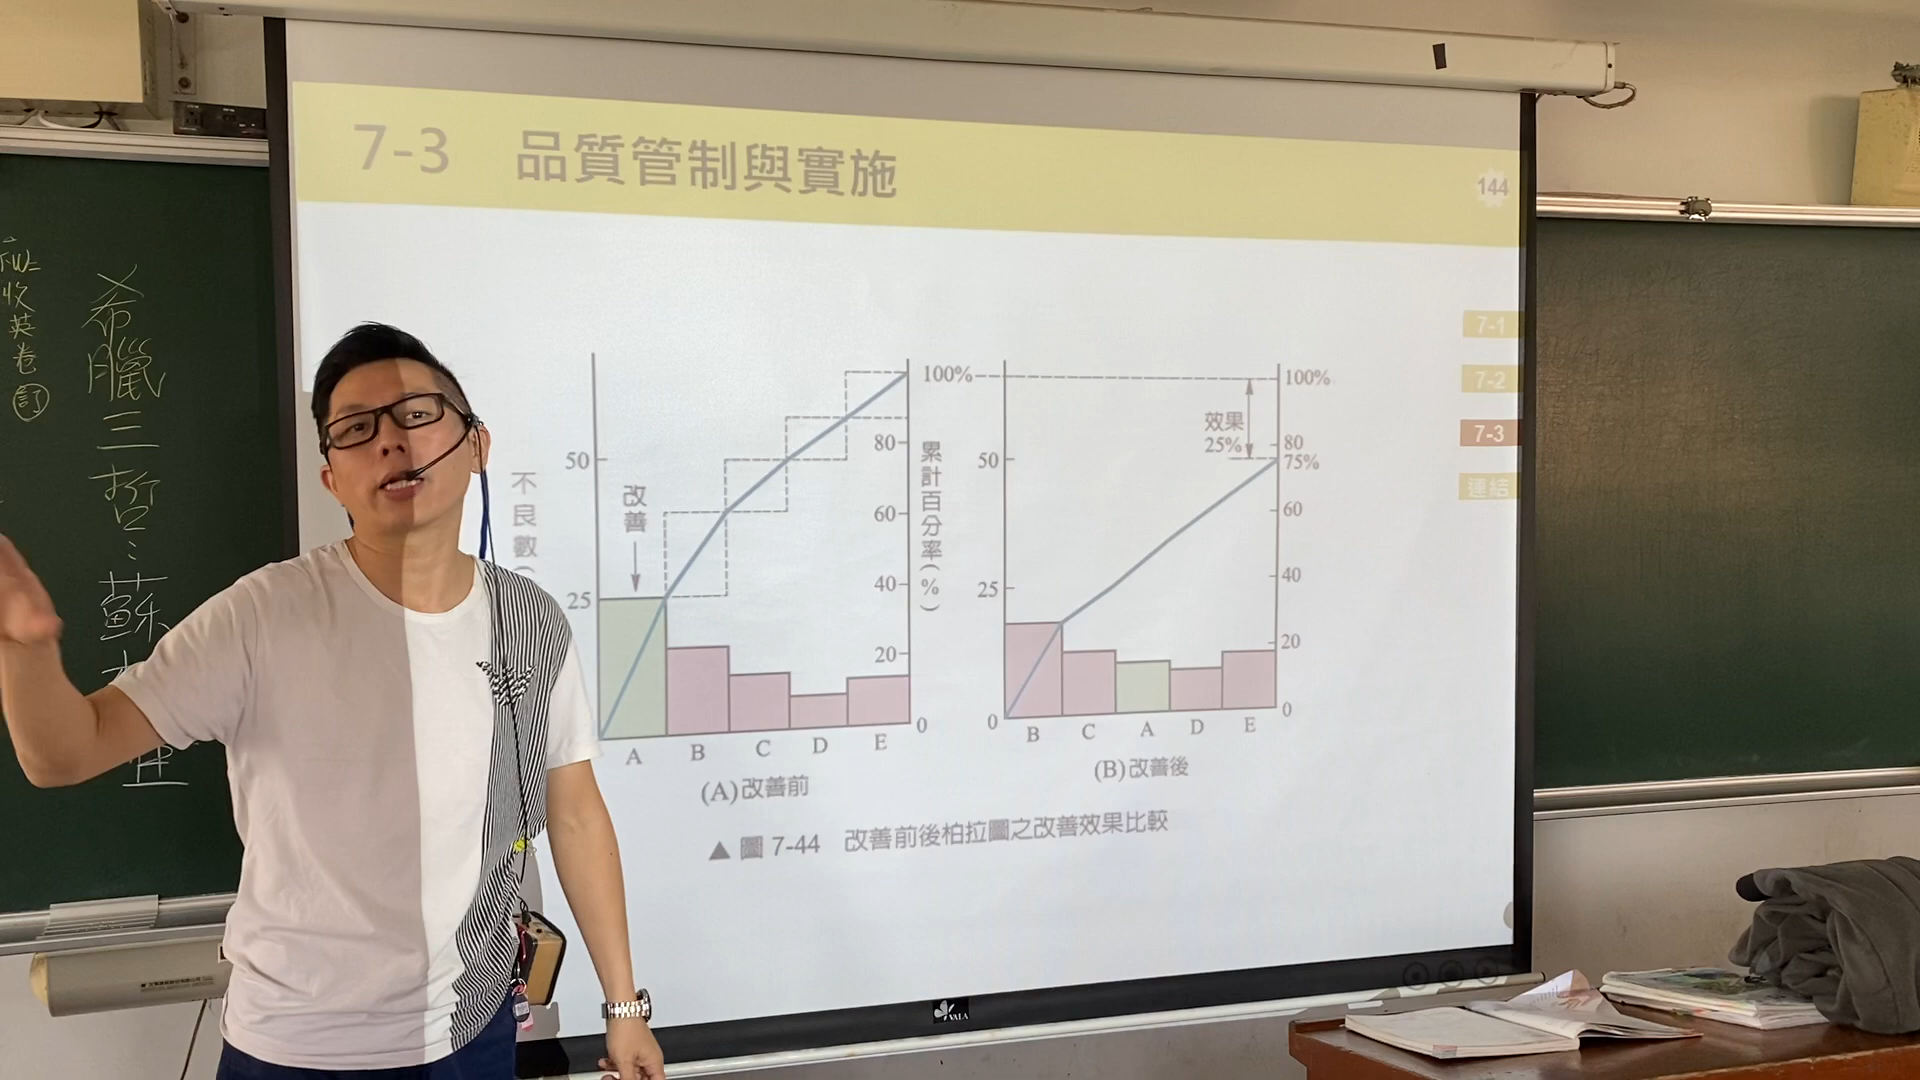 7-3 品質管制與實施
144
收英卷訂
希臘三哲:蘇
7-1
7-2
7-3
連結
不良數(
50
25
改善
100%
80
60
40
20
0
累計百分率(%)
A B C D E
(A)改善前
50
25
0
效果
25%
100%
80
75%
60
40
20
0
B C A D E
(B)改善後
▲ 圖 7-44 改善前後柏拉圖之改善效果比較